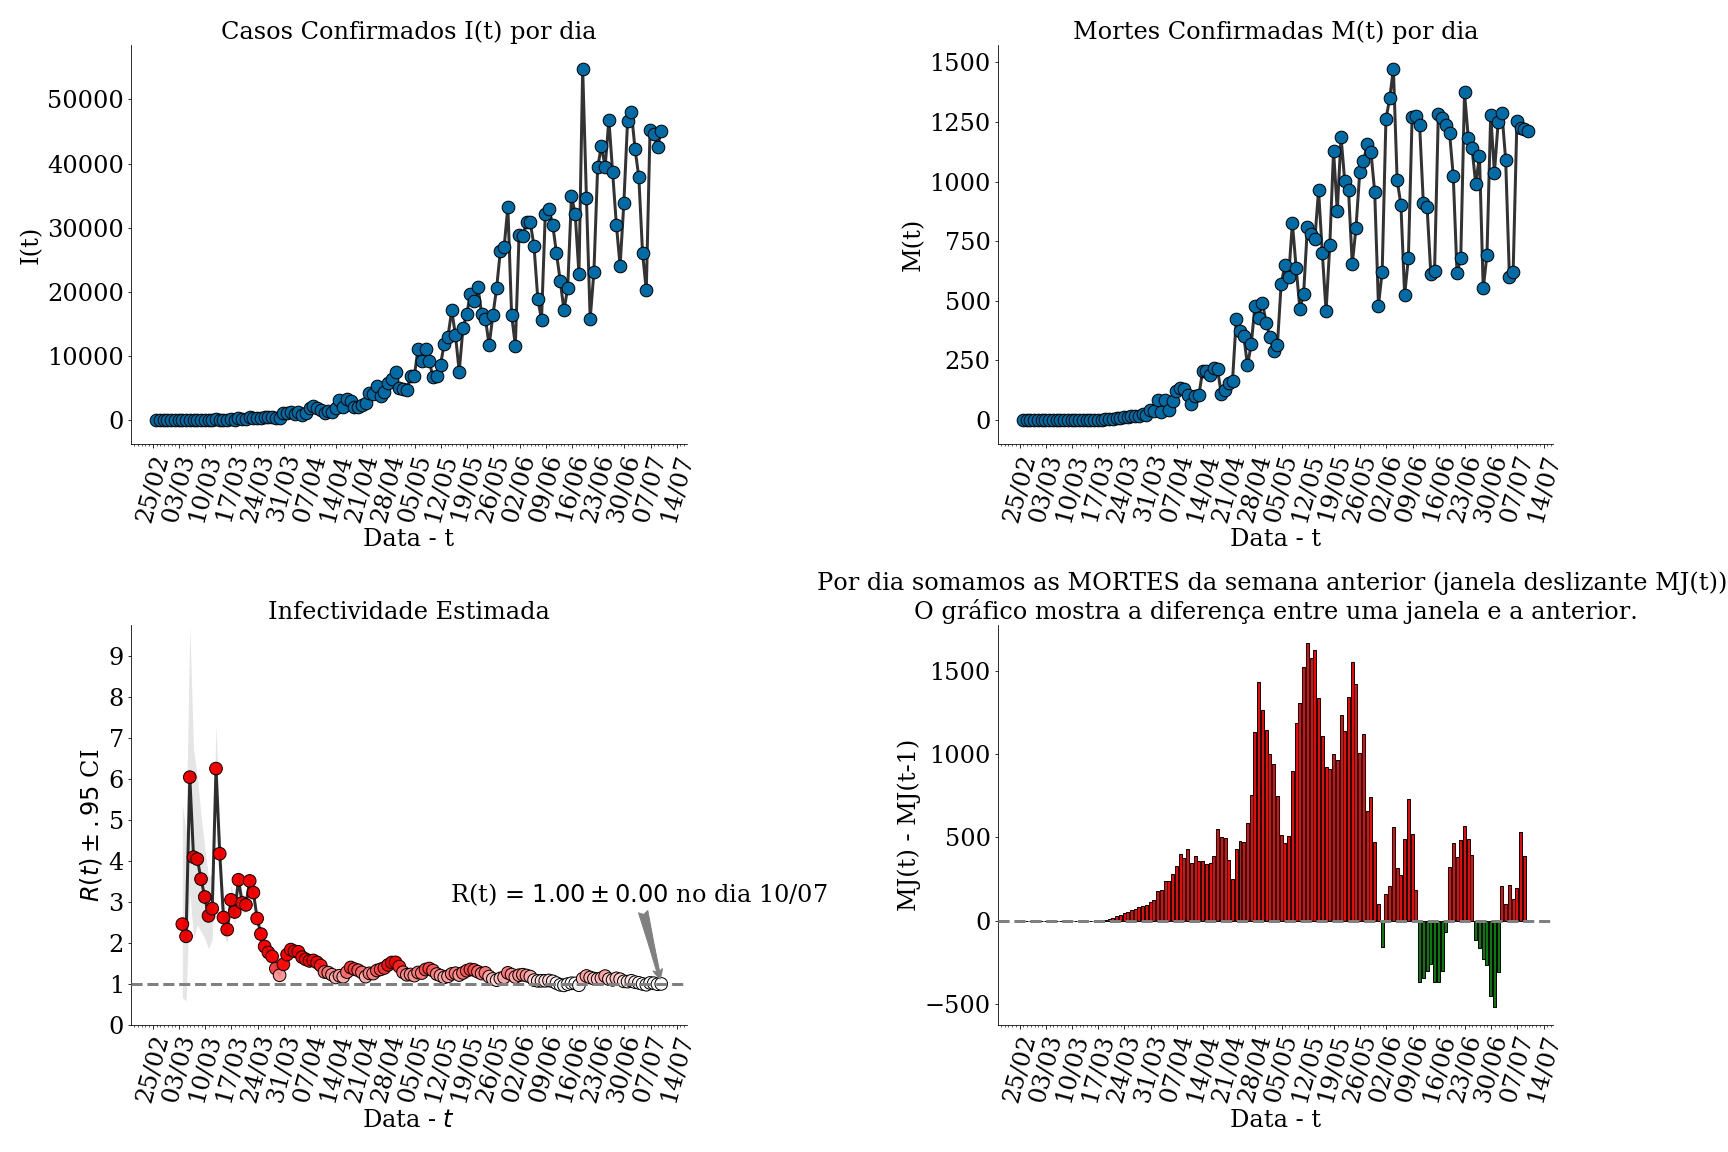 Casos Confirmados I(t) por dia
I(t)
50000
40000
30000
20000
10000
0
25/02 03/03 10/03 17/03 24/03 31/03 07/04 14/04 21/04 28/04 05/05 12/05 19/05 26/05 02/06 09/06 16/06 23/06 30/06 07/07 14/07
Data - t
Mortes Confirmadas M(t) por dia
M(t)
1500
1250
1000
750
500
250
0
25/02 03/03 10/03 17/03 24/03 31/03 07/04 14/04 21/04 28/04 05/05 12/05 19/05 26/05 02/06 09/06 16/06 23/06 30/06 07/07 14/07
Data - t
Infectividade Estimada
R(t) ± .95 CI
9
8
7
6
5
4
3
2
1
0
R(t) = 1.00 ± 0.00 no dia 10/07
25/02 03/03 10/03 17/03 24/03 31/03 07/04 14/04 21/04 28/04 05/05 12/05 19/05 26/05 02/06 09/06 16/06 23/06 30/06 07/07 14/07
Data - t
Por dia somamos as MORTES da semana anterior (janela deslizante MJ(t))
O gráfico mostra a diferença entre uma janela e a anterior.
MJ(t) - MJ(t-1)
1500
1000
500
0
−500
25/02 03/03 10/03 17/03 24/03 31/03 07/04 14/04 21/04 28/04 05/05 12/05 19/05 26/05 02/06 09/06 16/06 23/06 30/06 07/07 14/07
Data - t